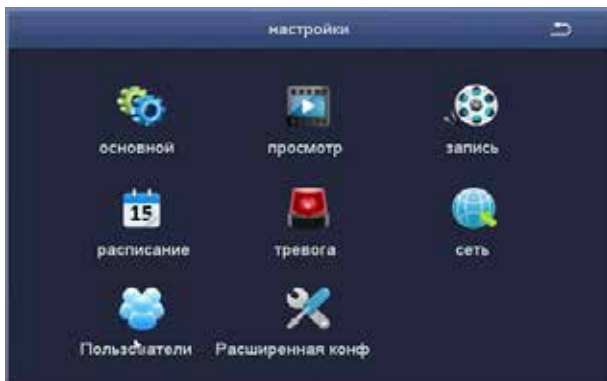 настройки
основной
просмотр
запись
15
расписание
тревога
сеть
Пользователи
Расширенная конф